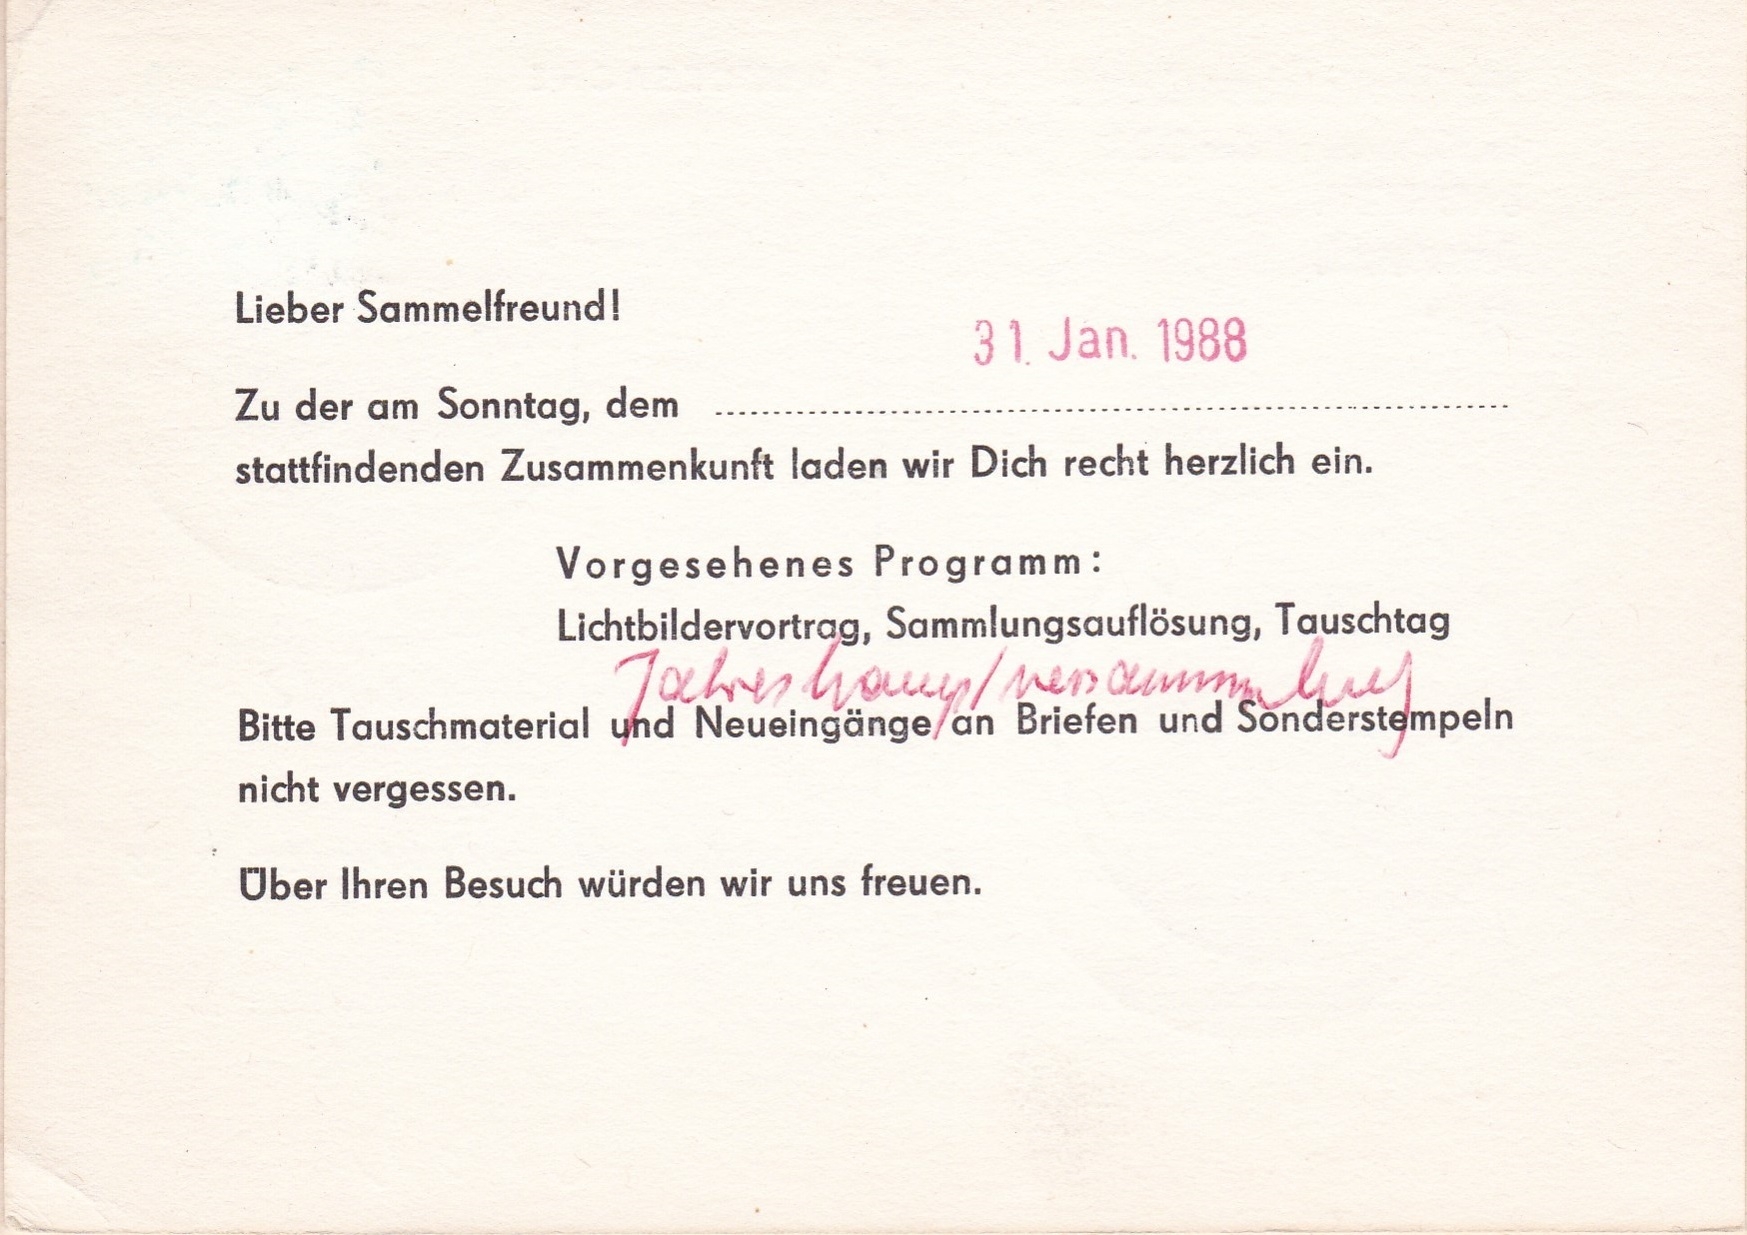 Lieber Sammelfreund!
31. Jan. 1988
Zu der am Sonntag, dem
stattfindenden Zusammenkunft laden wir Dich recht herzlich ein.
Vorgesehenes Programm:
Lichtbildervortrag, Sammlungsauflösung, Tauschtag
Jahreshauptversammlung
Bitte Tauschmaterial und Neueingänge an Briefen und Sonderstempeln
nicht vergessen.
Über Ihren Besuch würden wir uns freuen.